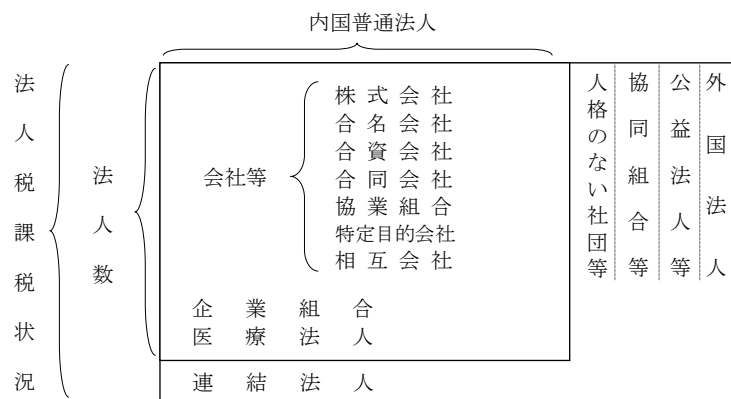 内国普通法人
法人税課税状況
法人数
会社等
株式会社
合名会社
合資会社
合同会社
協業組合
特定目的会社
相互会社
企業組合
医療法人
連結法人
人格のない社団等
協同組合等
公益法人等
外国法人